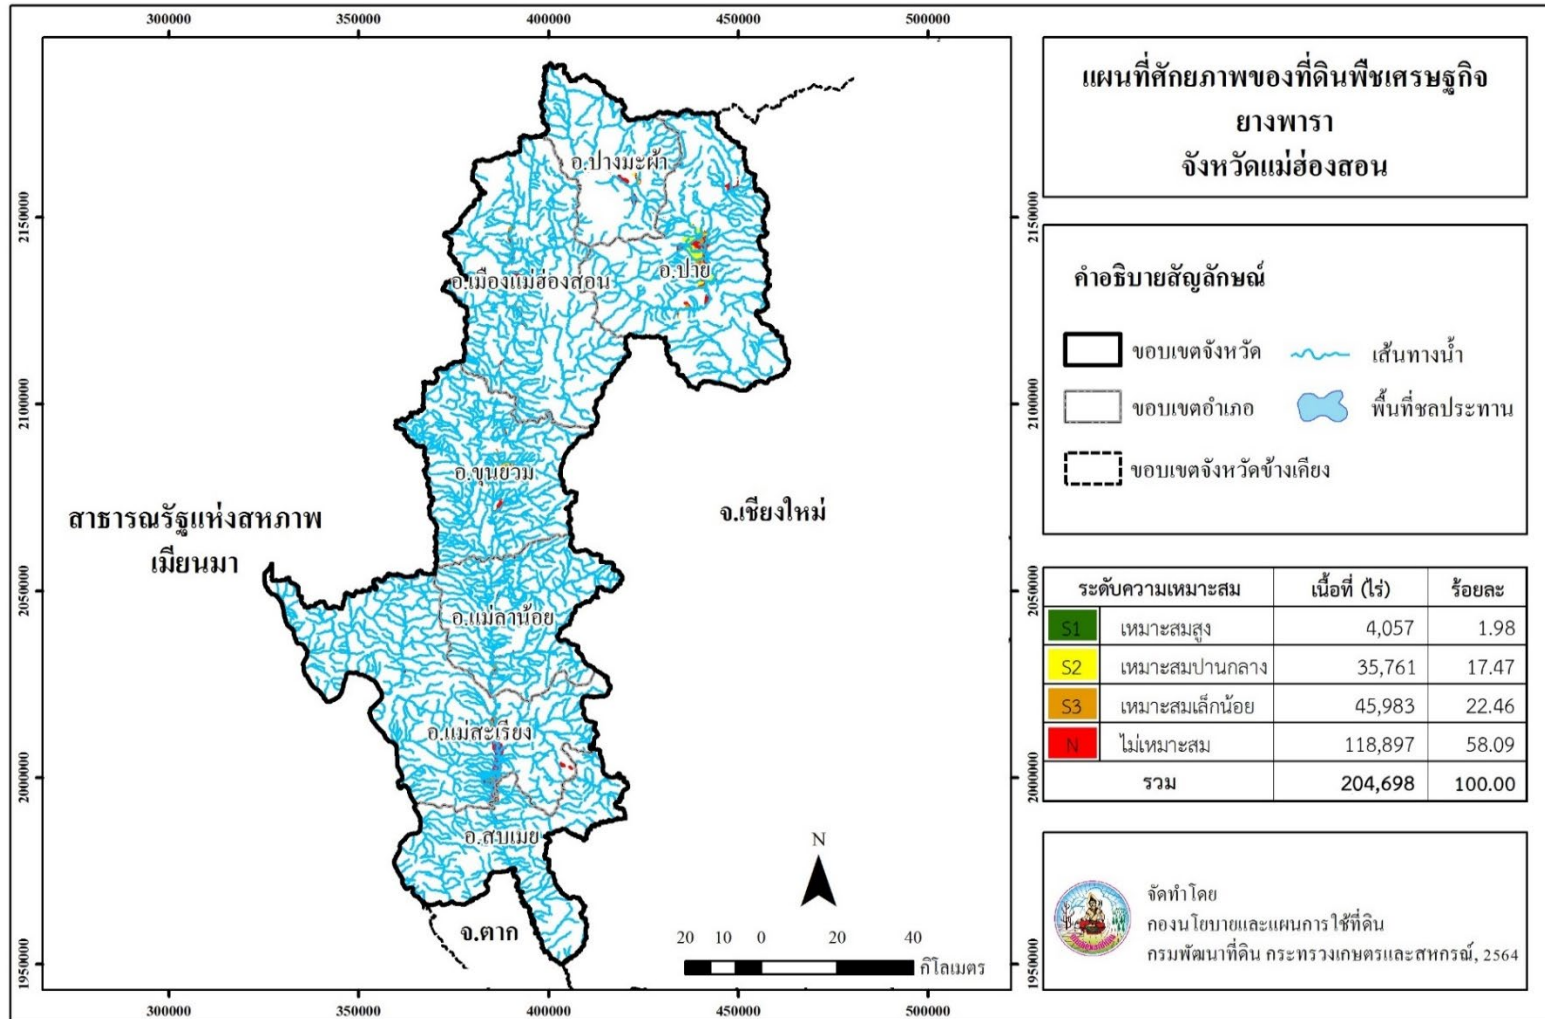 300000
350000
400000
450000
500000
แผนที่ศักยภาพของที่ดินพืชเศรษฐกิจ
ยางพารา
จังหวัดแม่ฮ่องสอน
2150000
2100000
2050000
2000000
1950000
2150000
2100000
2050000
2000000
1950000
อ.ปางมะผ้า
อ.ปาย
อ.เมืองแม่ฮ่องสอน
อ.ขุนยวม
อ.แม่ลาน้อย
อ.แม่สะเรียง
อ.สบเมย
สาธารณรัฐแห่งสหภาพ
เมียนมา
จ.เชียงใหม่
จ.ตาก
N
20 10 0 20 40
กิโลเมตร
300000
350000
400000
450000
500000
คำอธิบายสัญลักษณ์
ขอบเขตจังหวัด
เส้นทางน้ำ
ขอบเขตอำเภอ
พื้นที่ชลประทาน
ขอบเขตจังหวัดข้างเคียง
ระดับความเหมาะสม เนื้อที่ (ไร่) ร้อยละ
S1 เหมาะสมสูง 4,057 1.98
S2 เหมาะสมปานกลาง 35,761 17.47
S3 เหมาะสมเล็กน้อย 45,983 22.46
N ไม่เหมาะสม 118,897 58.09
รวม 204,698 100.00
จัดทำโดย
กองนโยบายและแผนการใช้ที่ดิน
กรมพัฒนาที่ดิน กระทรวงเกษตรและสหกรณ์, 2564